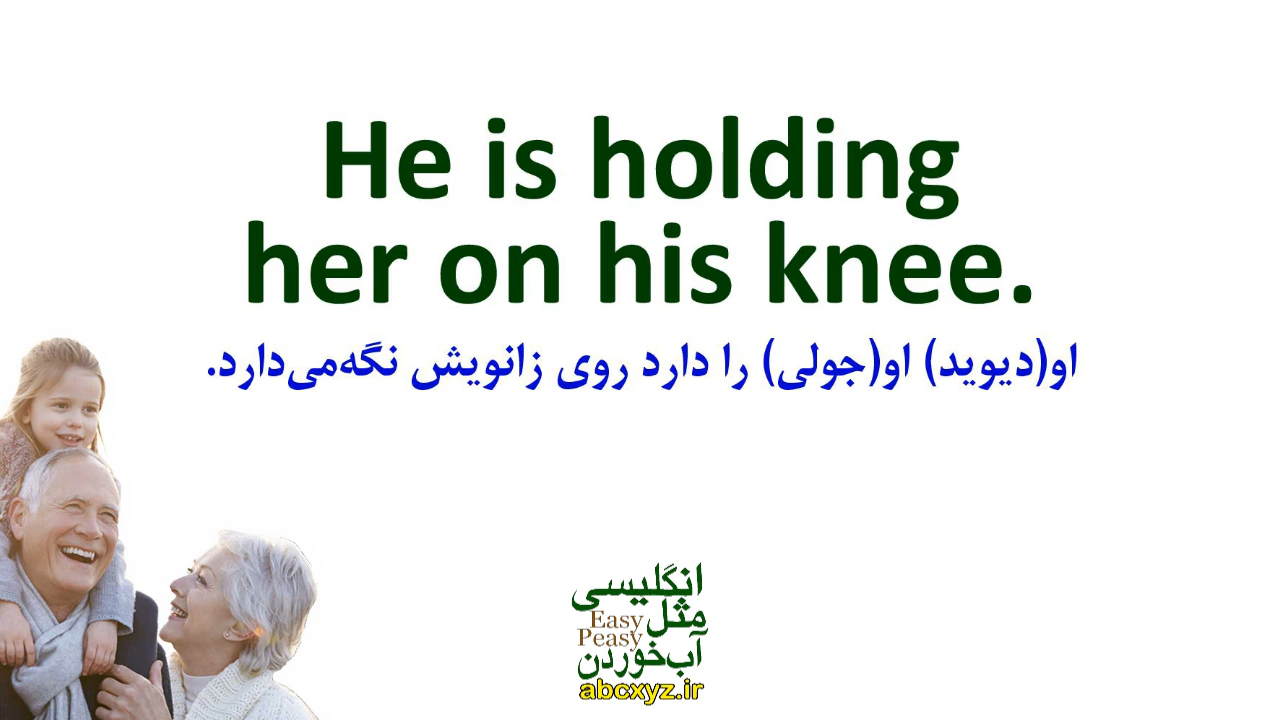 He is holding
her on his knee.
او(دیوید) او(جولی) را دارد روی زانویش نگه‌می‌دارد.
انگلیسی
مثل
Easy
Peasy
آب‌خوردن
abcxyz.ir